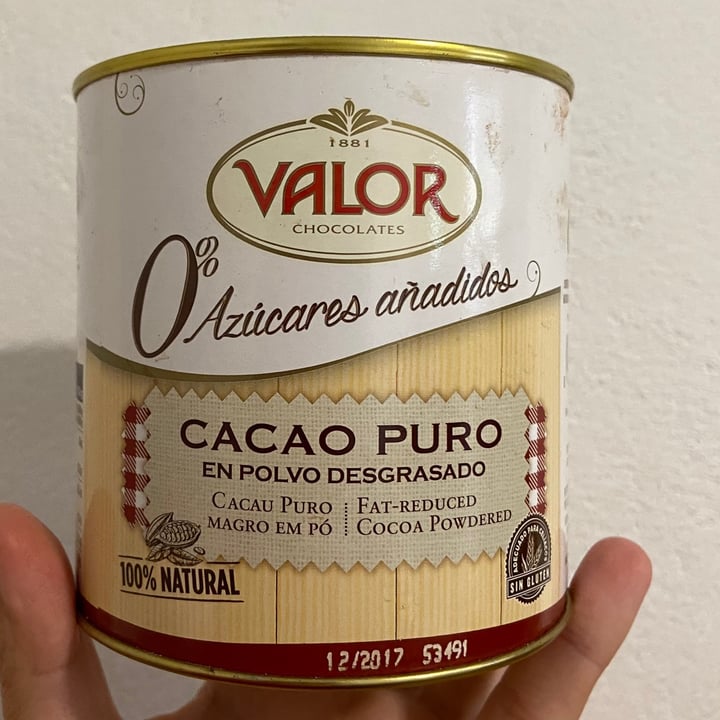 1881
VALOR
CHOCOLATES
0% Azúcares añadidos
CACAO PURO
EN POLVO DESGRASADO
CACAU PURO
MAGRO EM PÓ
FAT-REDUCED
COCOA POWDERED
100% NATURAL
SIN GLUTEN
12/2017 53491